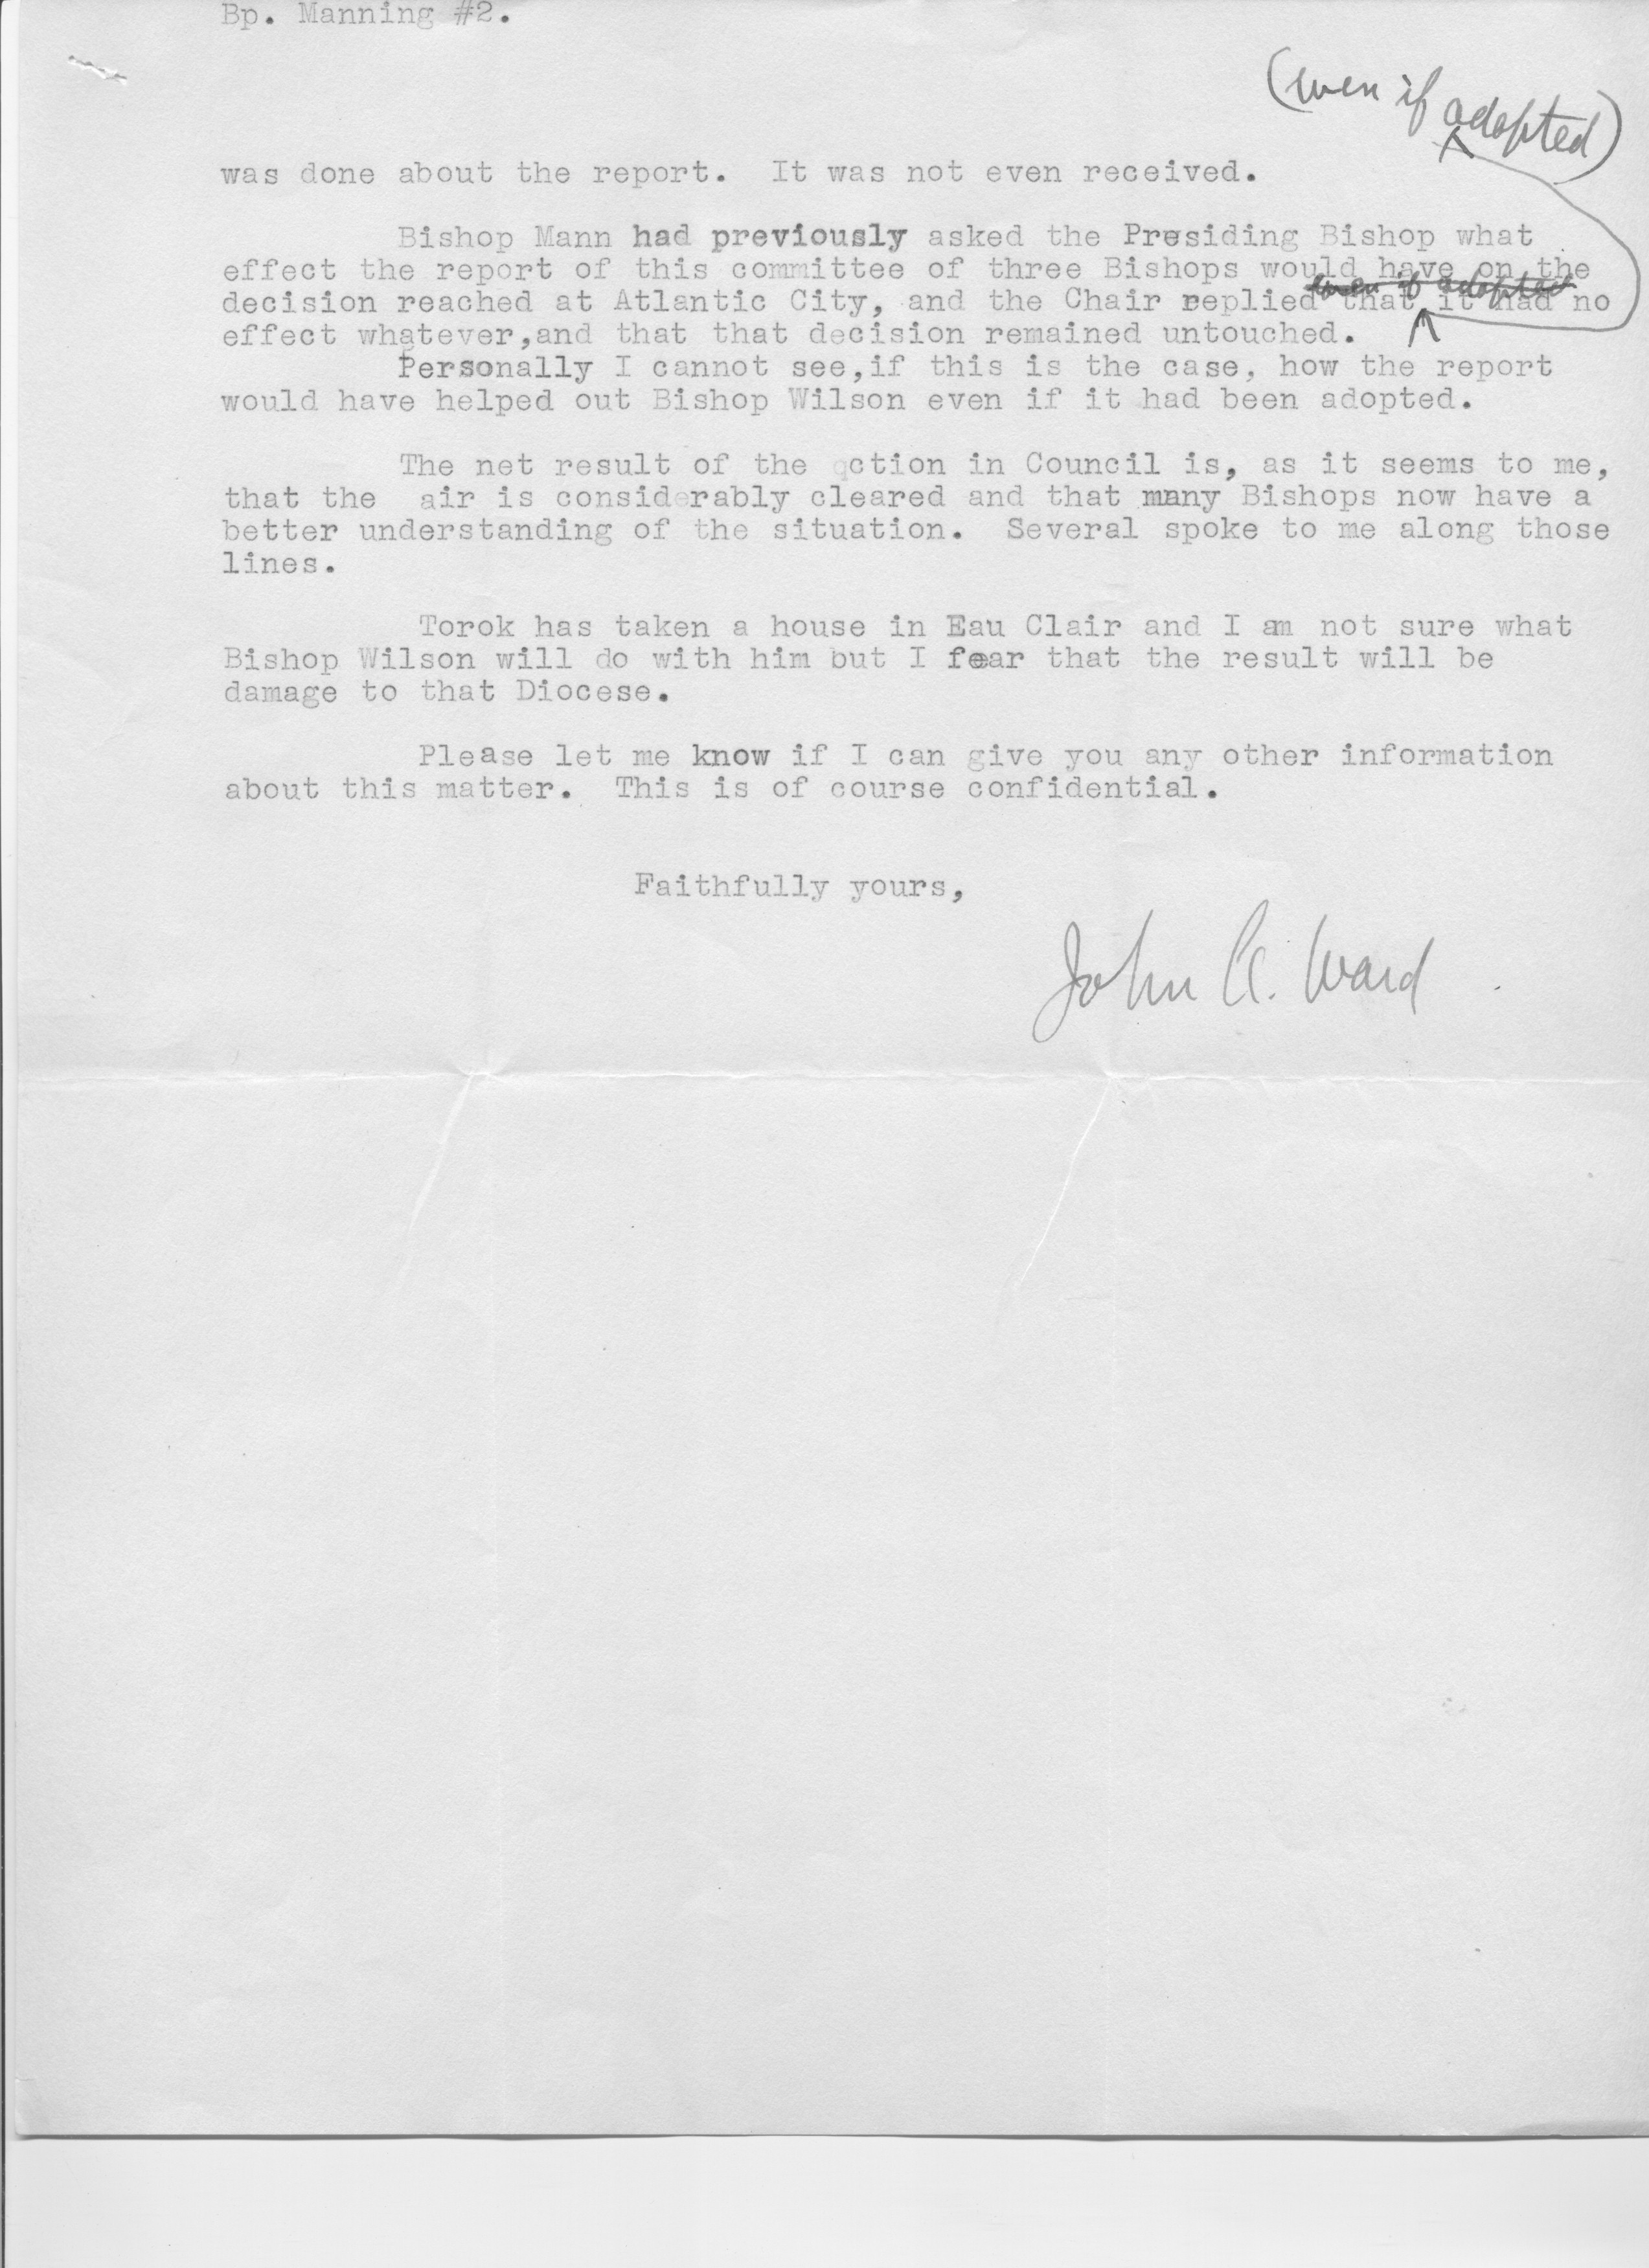 Bp. Manning #2.
(even if adopted)
was done about the report.  It was not even received.
Bishop Mann had previously asked the Presiding Bishop what
effect the report of this committee of three Bishops would have on the
even if adopted
decision reached at Atlantic City, and the Chair replied that it had no
effect whatever,and that that decision remained untouched.
Personally I cannot see,if this is the case, how the report
would have helped out Bishop Wilson even if it had been adopted.
The net result of the qction in Council is, as it seems to me,
that the  air is considerably cleared and that many Bishops now have a
better understanding of the situation.  Several spoke to me along those
lines.
Torok has taken a house in Eau Clair and I am not sure what
Bishop Wilson will do with him but I fear that the result will be
damage to that Diocese.
Please let me know if I can give you any other information
about this matter.  This is of course confidential.
Faithfully yours,
John C. Ward